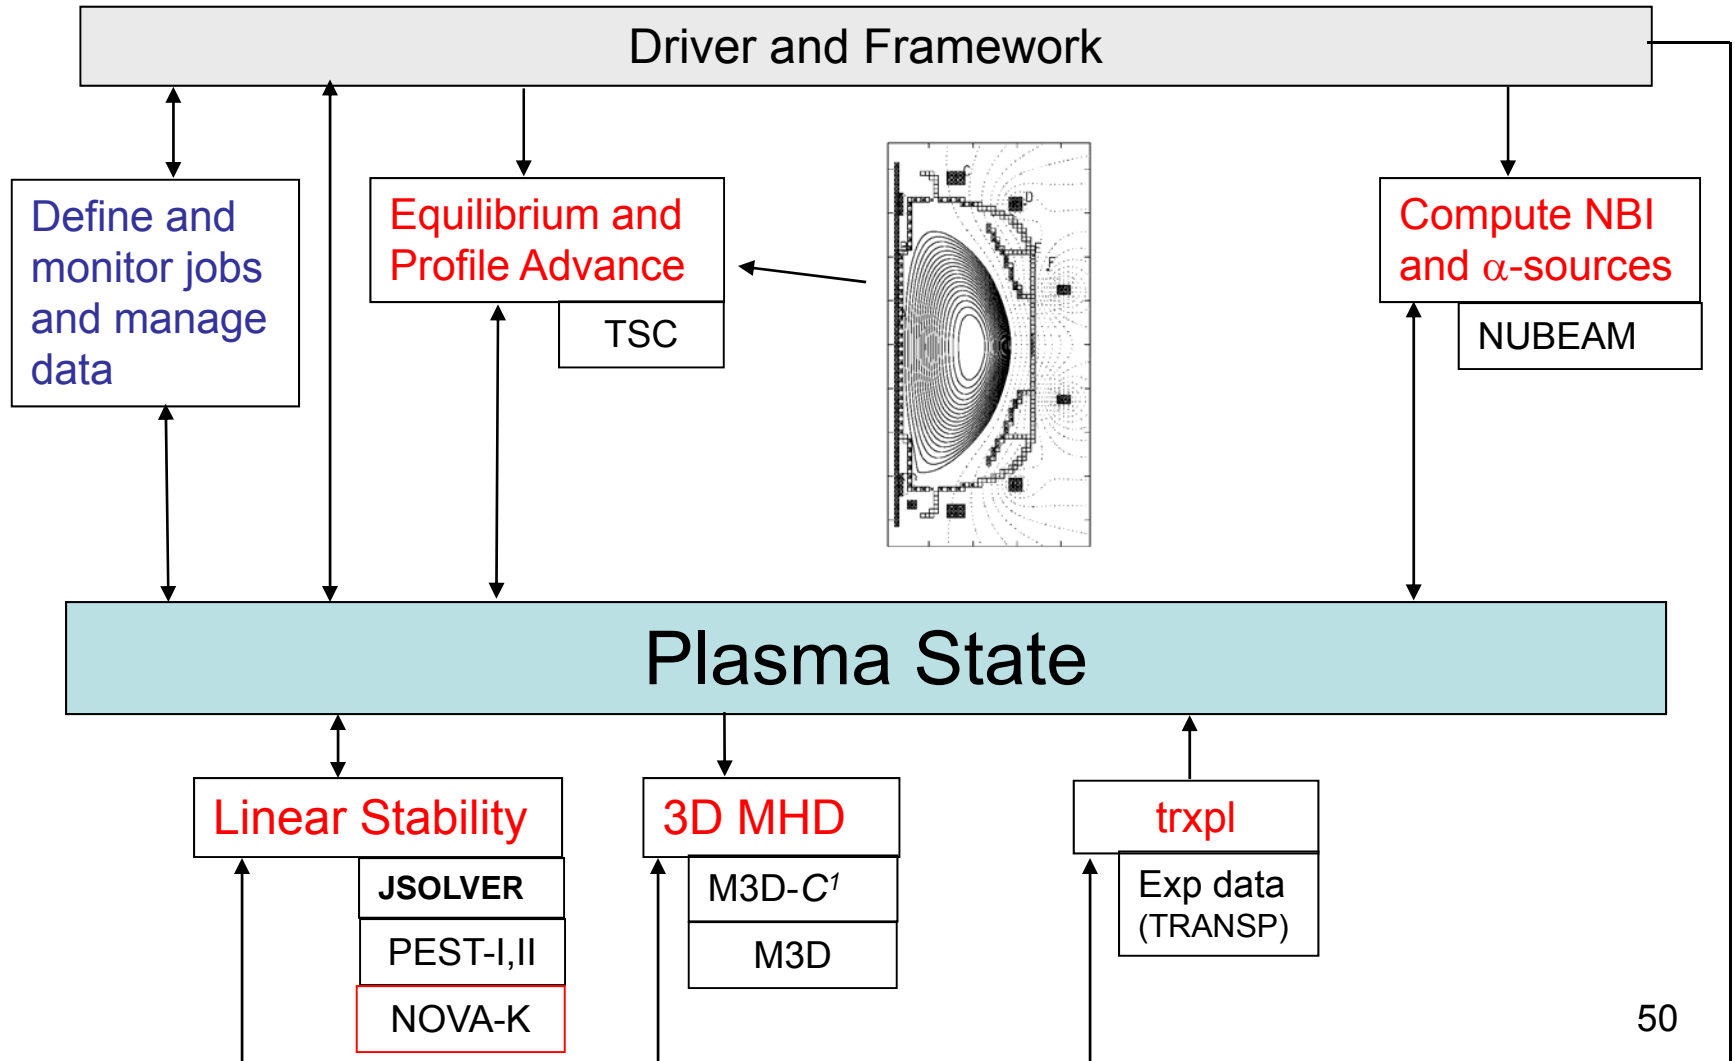 Driver and Framework
Define and
monitor jobs
and manage
data
Equilibrium and
Profile Advance
TSC
Compute NBI
and α-sources
NUBEAM
Plasma State
Linear Stability
JSOLVER
PEST-I,II
NOVA-K
3D MHD
M3D-C¹
M3D
trxpl
Exp data
(TRANSP)
50